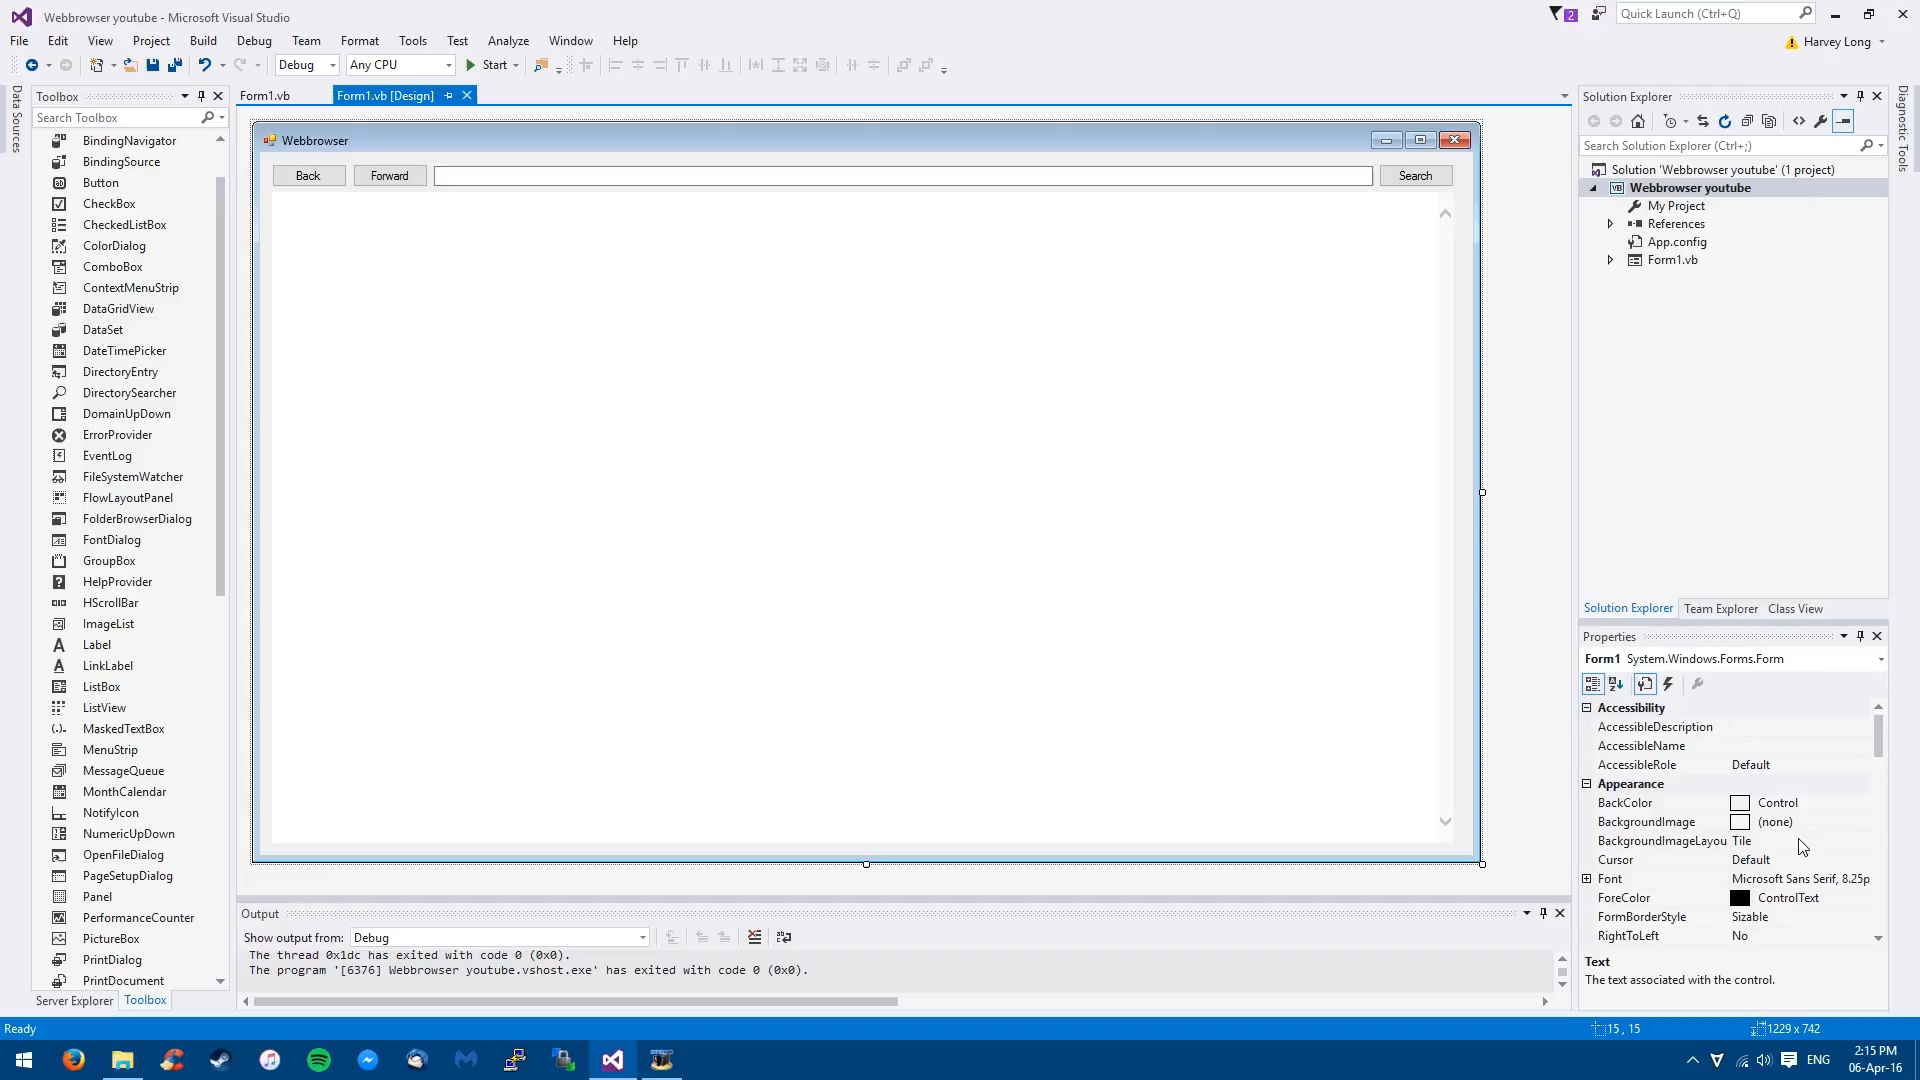 Webbrowser youtube - Microsoft Visual Studio
2
Quick Launch (Ctrl+Q)
File Edit View Project Build Debug Team Format Tools Test Analyze Window Help
Harvey Long
Debug Any CPU Start
Data Sources
Toolbox
Search Toolbox
BindingNavigator
BindingSource
Button
CheckBox
CheckedListBox
ColorDialog
ComboBox
ContextMenuStrip
DataGridView
DataSet
DateTimePicker
DirectoryEntry
DirectorySearcher
DomainUpDown
ErrorProvider
EventLog
FileSystemWatcher
FlowLayoutPanel
FolderBrowserDialog
FontDialog
GroupBox
HelpProvider
HScrollBar
ImageList
Label
LinkLabel
ListBox
ListView
MaskedTextBox
MenuStrip
MessageQueue
MonthCalendar
NotifyIcon
NumericUpDown
OpenFileDialog
PageSetupDialog
Panel
PerformanceCounter
PictureBox
PrintDialog
PrintDocument
Server Explorer Toolbox
Form1.vb Form1.vb [Design]
Webbrowser
Back Forward Search
Output
Show output from: Debug
The thread 0x1dc has exited with code 0 (0x0).
The program '[6376] Webbrowser youtube.vshost.exe' has exited with code 0 (0x0).
Solution Explorer
Search Solution Explorer (Ctrl+;)
Solution 'Webbrowser youtube' (1 project)
VB Webbrowser youtube
My Project
References
App.config
Form1.vb
Solution Explorer Team Explorer Class View
Diagnostic Tools
Properties
Form1 System.Windows.Forms.Form
Accessibility
AccessibleDescription
AccessibleName
AccessibleRole Default
Appearance
BackColor Control
BackgroundImage (none)
BackgroundImageLayou Tile
Cursor Default
Font Microsoft Sans Serif, 8.25p
ForeColor ControlText
FormBorderStyle Sizable
RightToLeft No
Text
The text associated with the control.
Ready 15 , 15 1229 x 742
ENG
2:15 PM
06-Apr-16